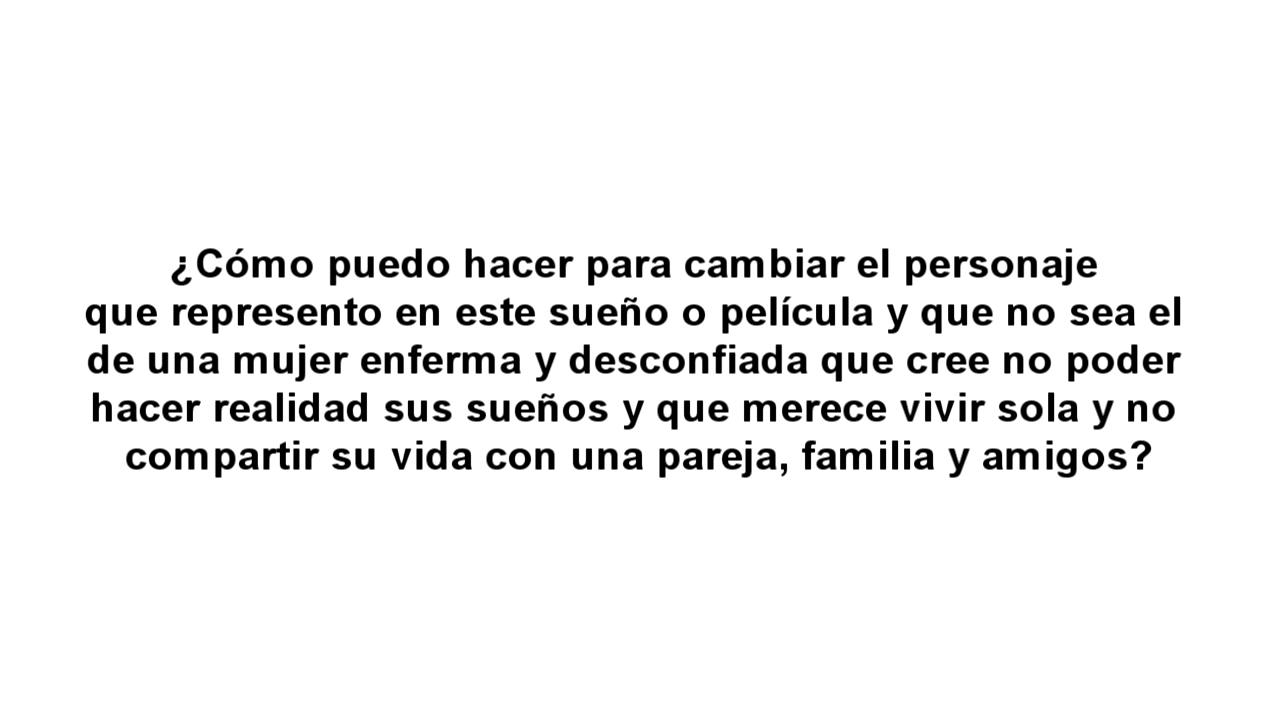 ¿Cómo puedo hacer para cambiar el personaje
que represento en este sueño o película y que no sea el
de una mujer enferma y desconfiada que cree no poder
hacer realidad sus sueños y que merece vivir sola y no
compartir su vida con una pareja, familia y amigos?